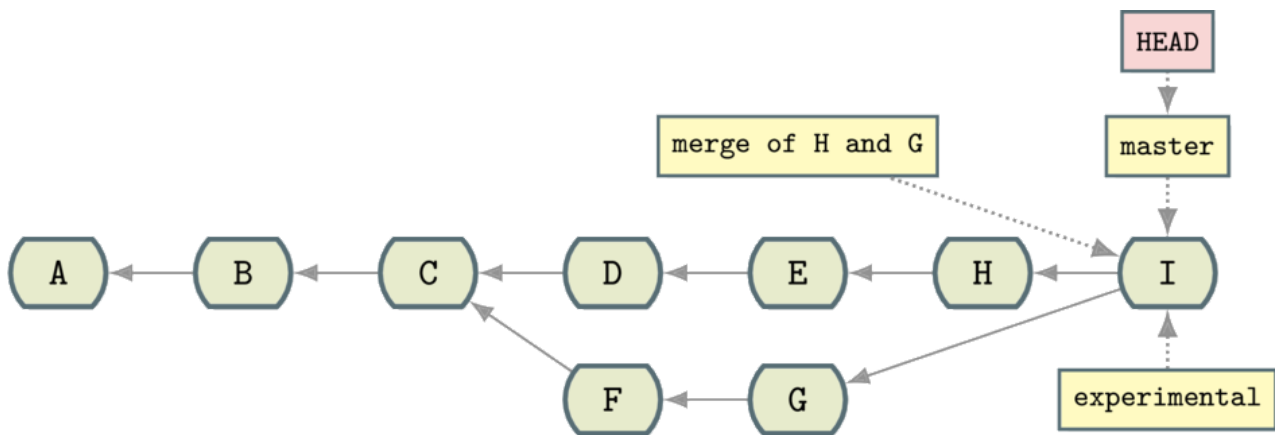 HEAD
merge of H and G
master
A
B
C
D
E
H
I
F
G
experimental